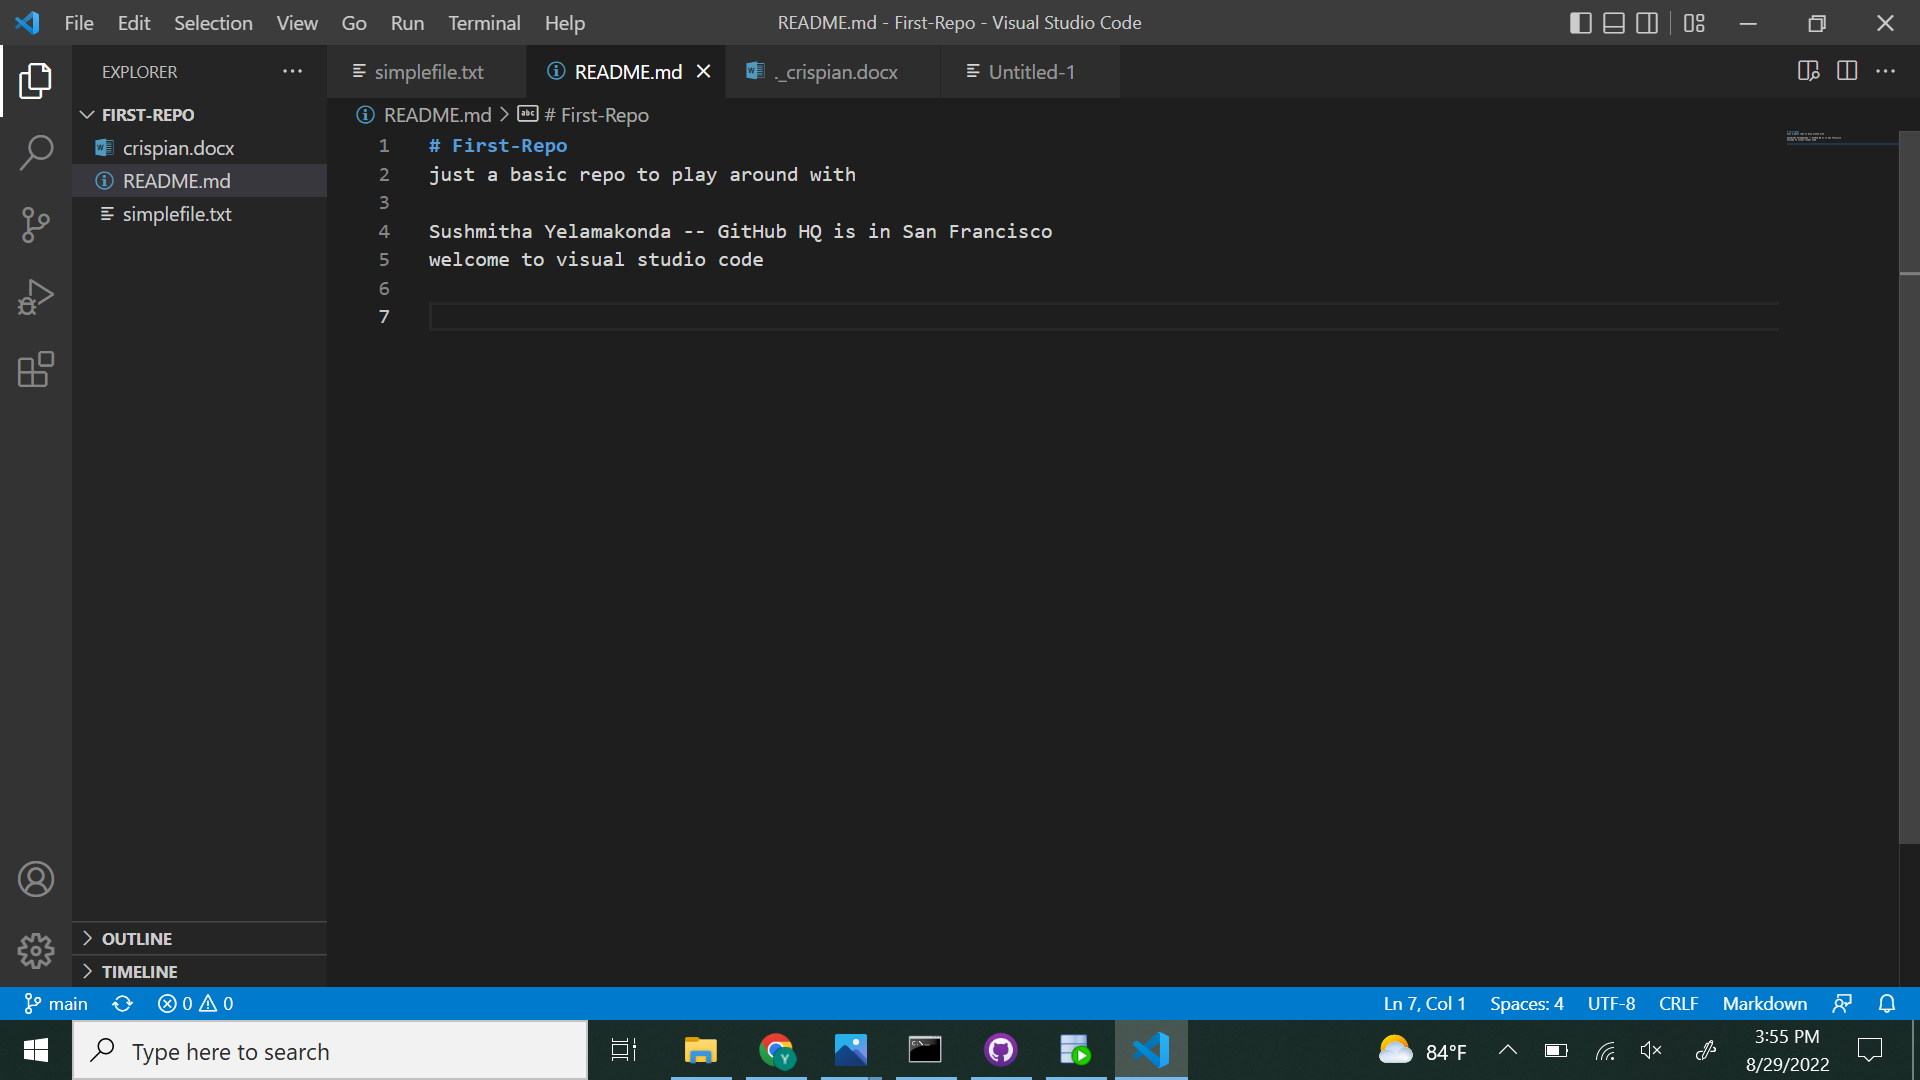 File Edit Selection View Go Run Terminal Help README.md - First-Repo - Visual Studio Code
EXPLORER
simplefile.txt README.md ._crispian.docx Untitled-1
FIRST-REPO
crispian.docx
README.md
simplefile.txt
README.md > # First-Repo
1 # First-Repo
2 just a basic repo to play around with
3
4 Sushmitha Yelamakonda -- GitHub HQ is in San Francisco
5 welcome to visual studio code
6
7
OUTLINE
TIMELINE
main 0 0 Ln 7, Col 1 Spaces: 4 UTF-8 CRLF Markdown
Type here to search
84°F
3:55 PM
8/29/2022